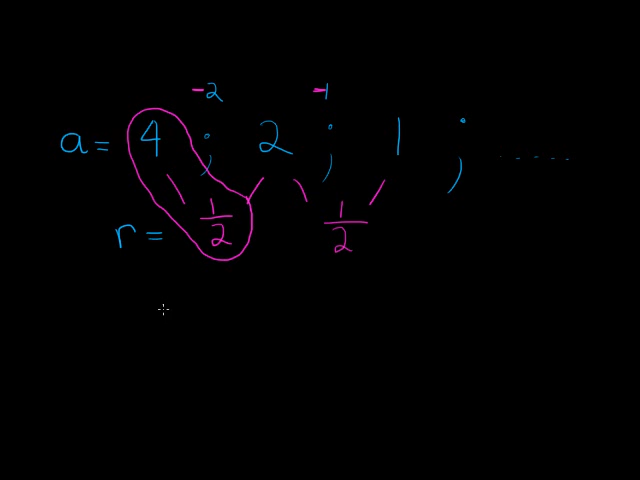 -2 -1
a = 4 ; 2 ; 1 ; .....
r = 1/2 1/2